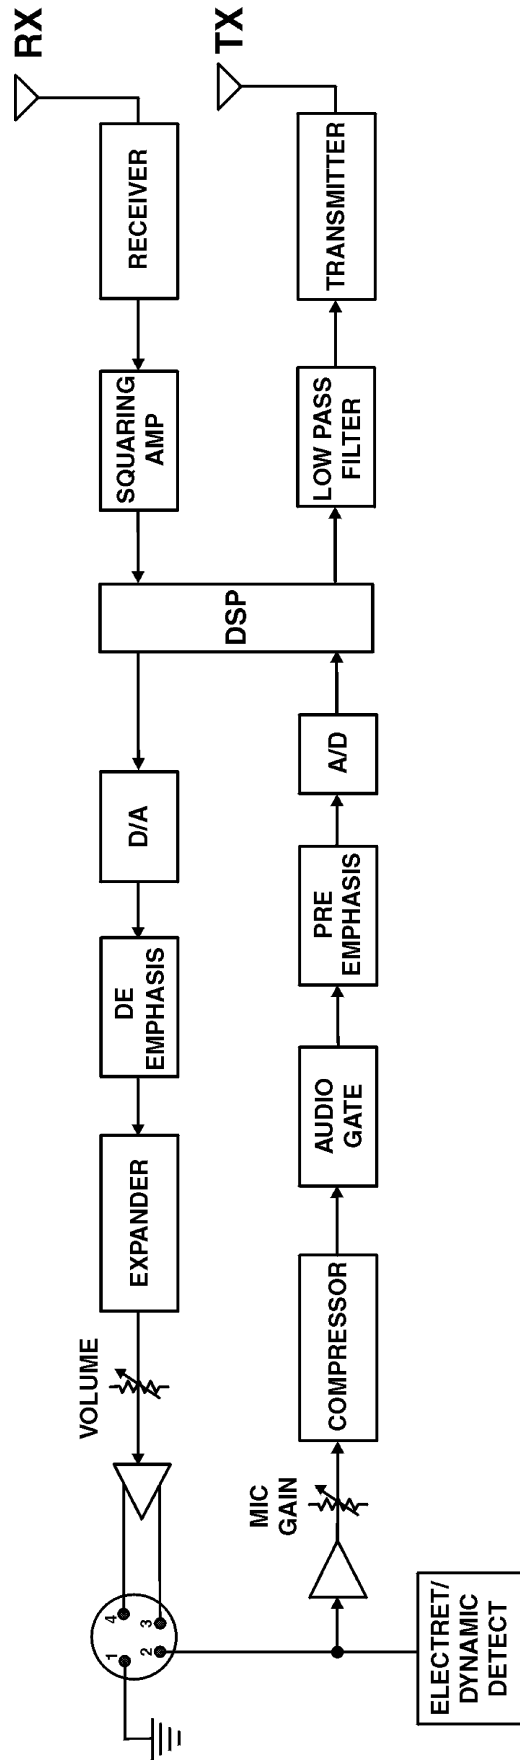 RX
RECEIVER
SQUARING
AMP
DSP
D/A
DE
EMPHASIS
EXPANDER
VOLUME
4
3
1
2
TX
TRANSMITTER
LOW PASS
FILTER
A/D
PRE
EMPHASIS
AUDIO
GATE
COMPRESSOR
MIC
GAIN
ELECTRET/
DYNAMIC
DETECT